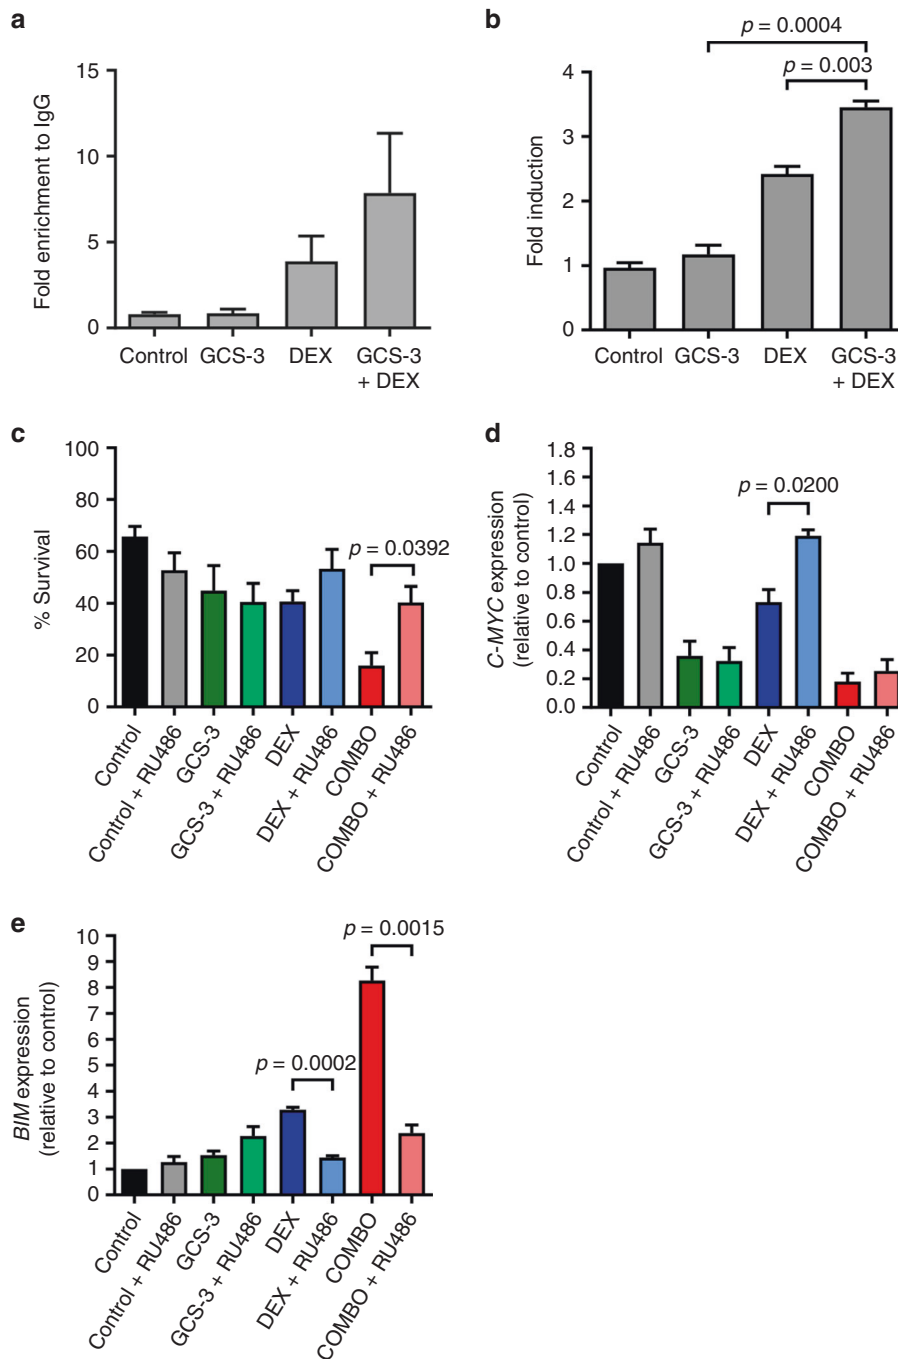 a
Fold enrichment to IgG
15
10
5
0
Control
GCS-3
DEX
GCS-3
+ DEX
b
p = 0.0004
p = 0.003
Fold induction
4
3
2
1
0
Control
GCS-3
DEX
GCS-3
+ DEX
c
% Survival
100
80
60
40
20
0
p = 0.0392
Control
Control + RU486
GCS-3
GCS-3 + RU486
DEX
DEX + RU486
COMBO
COMBO + RU486
d
C-MYC expression
(relative to control)
1.8
1.6
1.4
1.2
1.0
0.8
0.6
0.4
0.2
0.0
p = 0.0200
Control
Control + RU486
GCS-3
GCS-3 + RU486
DEX
DEX + RU486
COMBO
COMBO + RU486
e
BIM expression
(relative to control)
10
9
8
7
6
5
4
3
2
1
0
p = 0.0015
p = 0.0002
Control
Control + RU486
GCS-3
GCS-3 + RU486
DEX
DEX + RU486
COMBO
COMBO + RU486